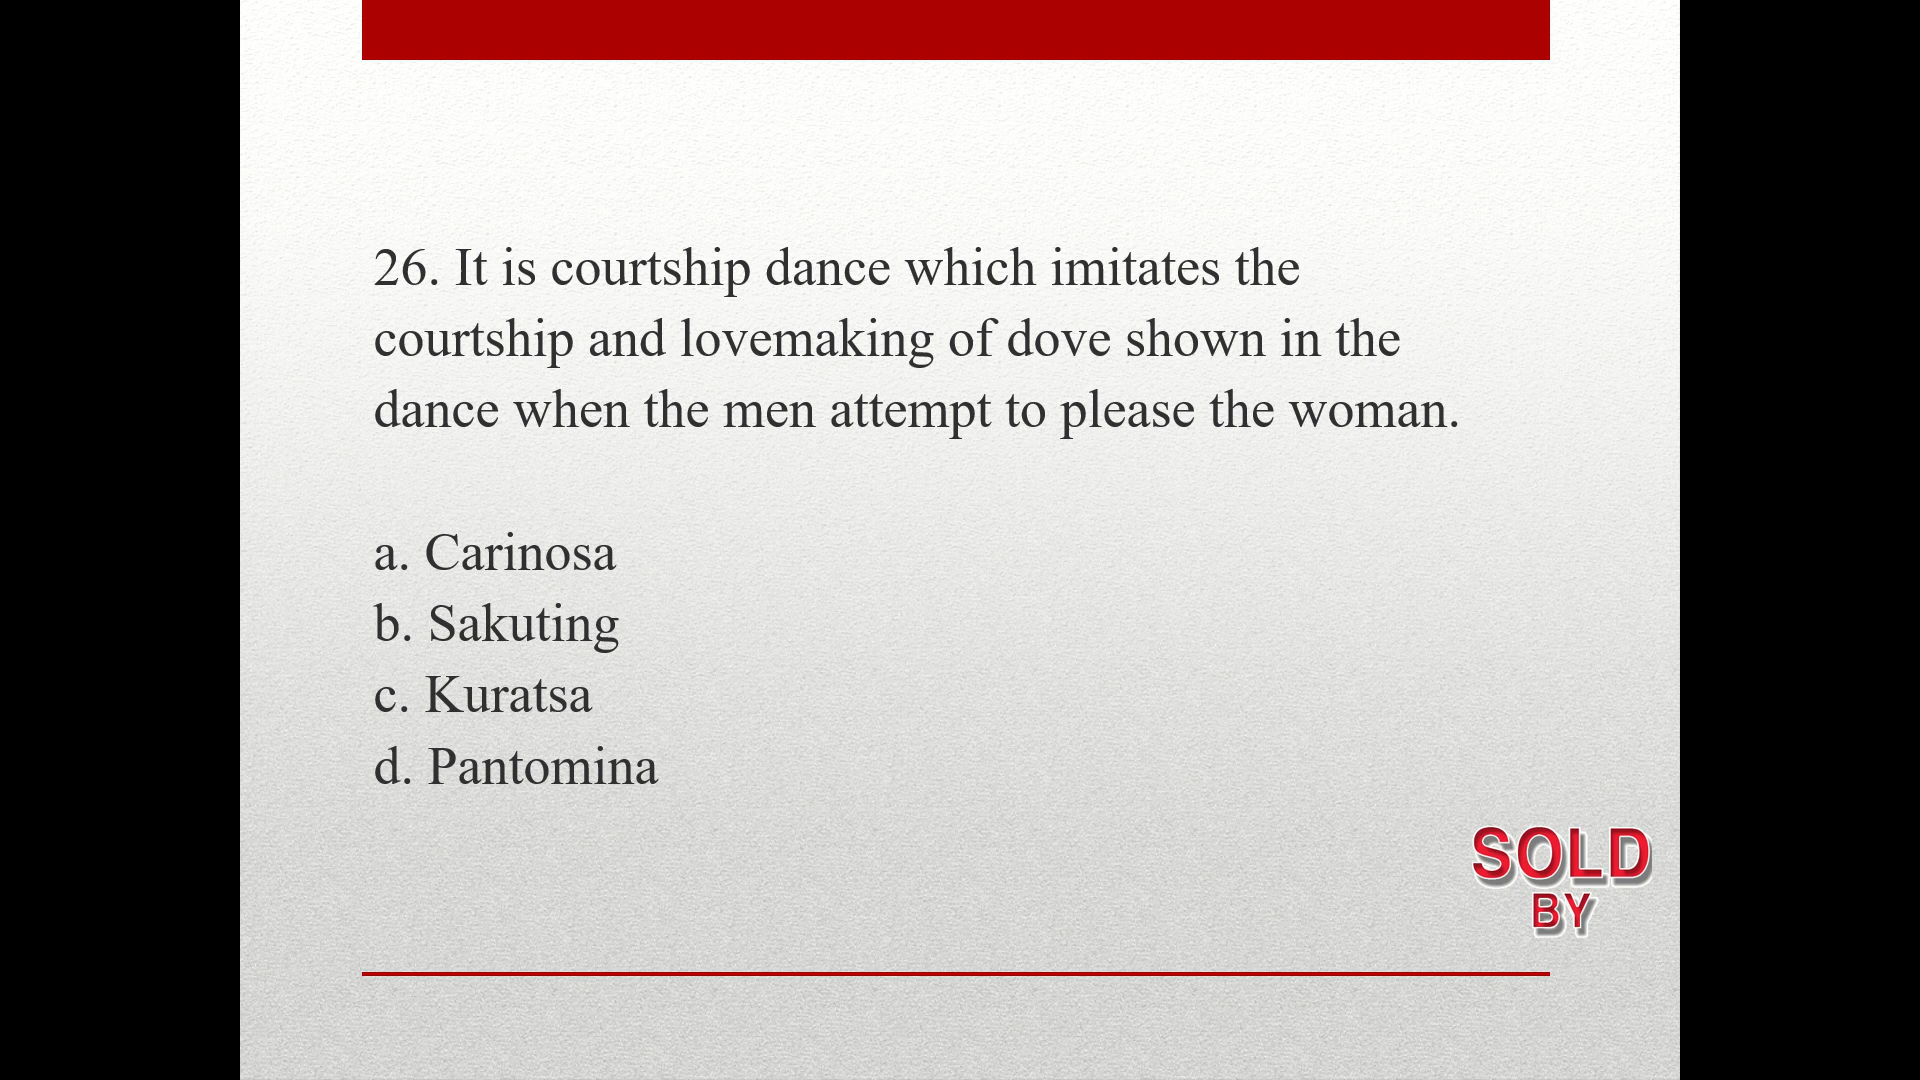 26. It is courtship dance which imitates the
courtship and lovemaking of dove shown in the
dance when the men attempt to please the woman.
a. Carinosa
b. Sakuting
c. Kuratsa
d. Pantomina
SOLD
BY